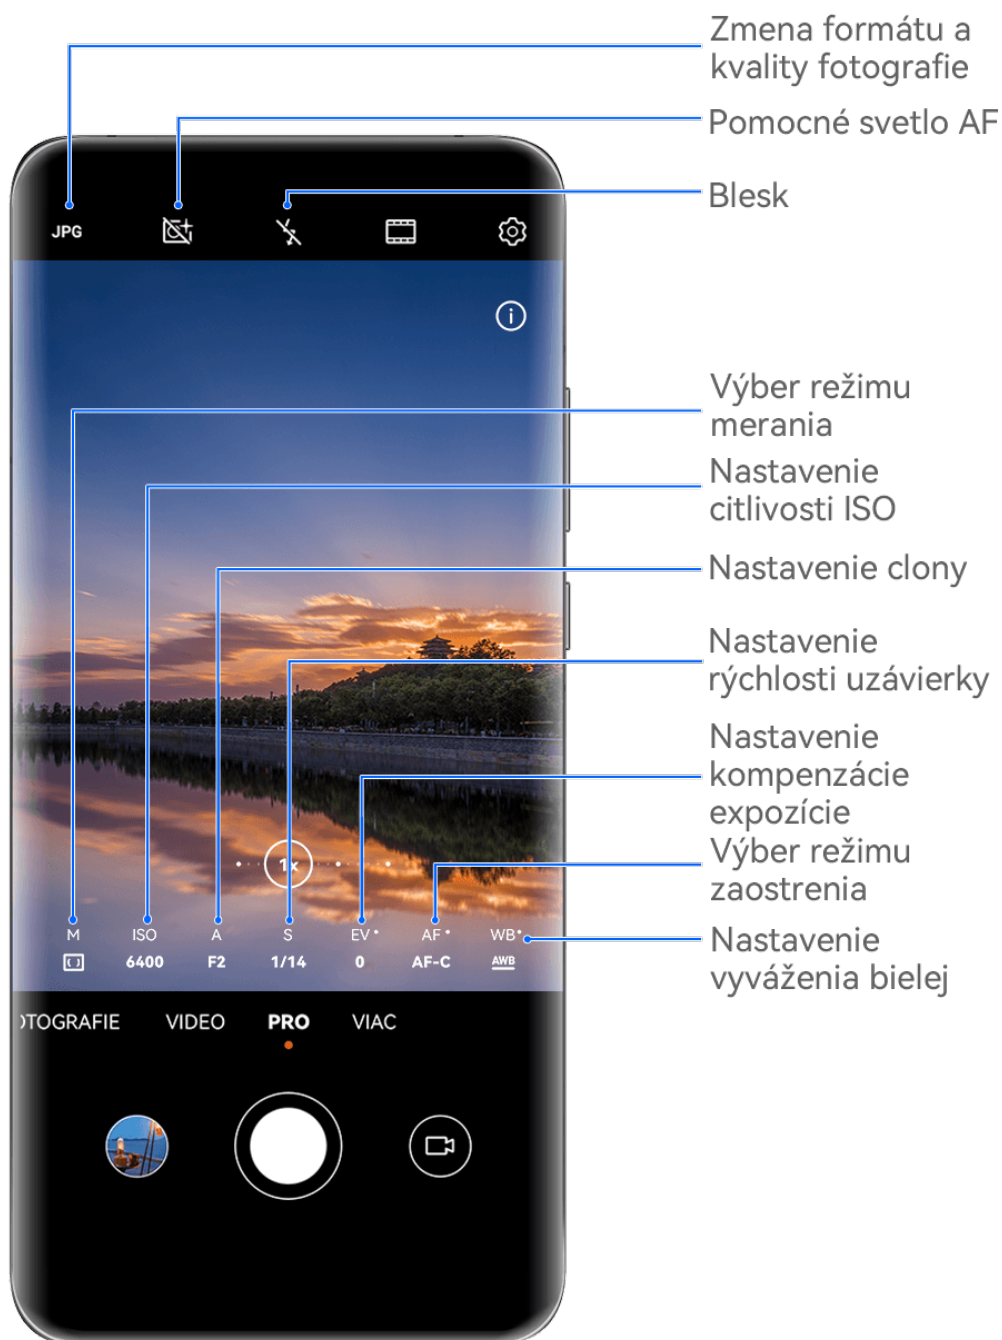 Zmena formátu a
kvality fotografie
Pomocné svetlo AF
Blesk
JPG
Výber režimu
merania
Nastavenie
citlivosti ISO
Nastavenie clony
Nastavenie
rýchlosti uzávierky
Nastavenie
kompenzácie
expozície
Výber režimu
zaostrenia
Nastavenie
vyváženia bielej
1x
M ISO A S EV AF WB
6400 F2 1/14 0 AF-C AWB
OTOGRAFIE VIDEO PRO VIAC